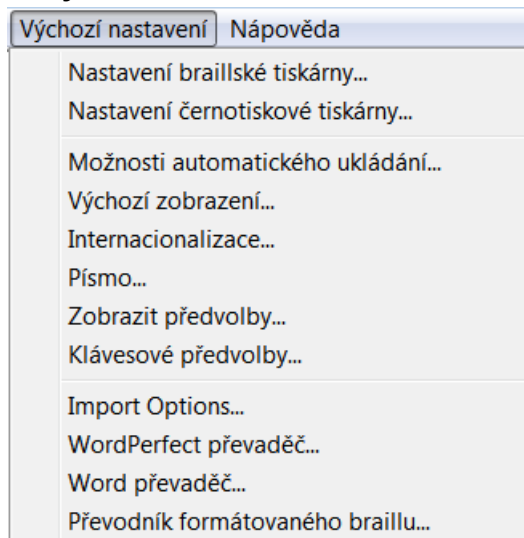 Výchozí nastavení Nápověda
Nastavení braillské tiskárny...
Nastavení černotiskové tiskárny...
Možnosti automatického ukládání...
Výchozí zobrazení...
Internacionalizace...
Písmo...
Zobrazit předvolby...
Klávesové předvolby...
Import Options...
WordPerfect převaděč...
Word převaděč...
Převodník formátovaného braillu...